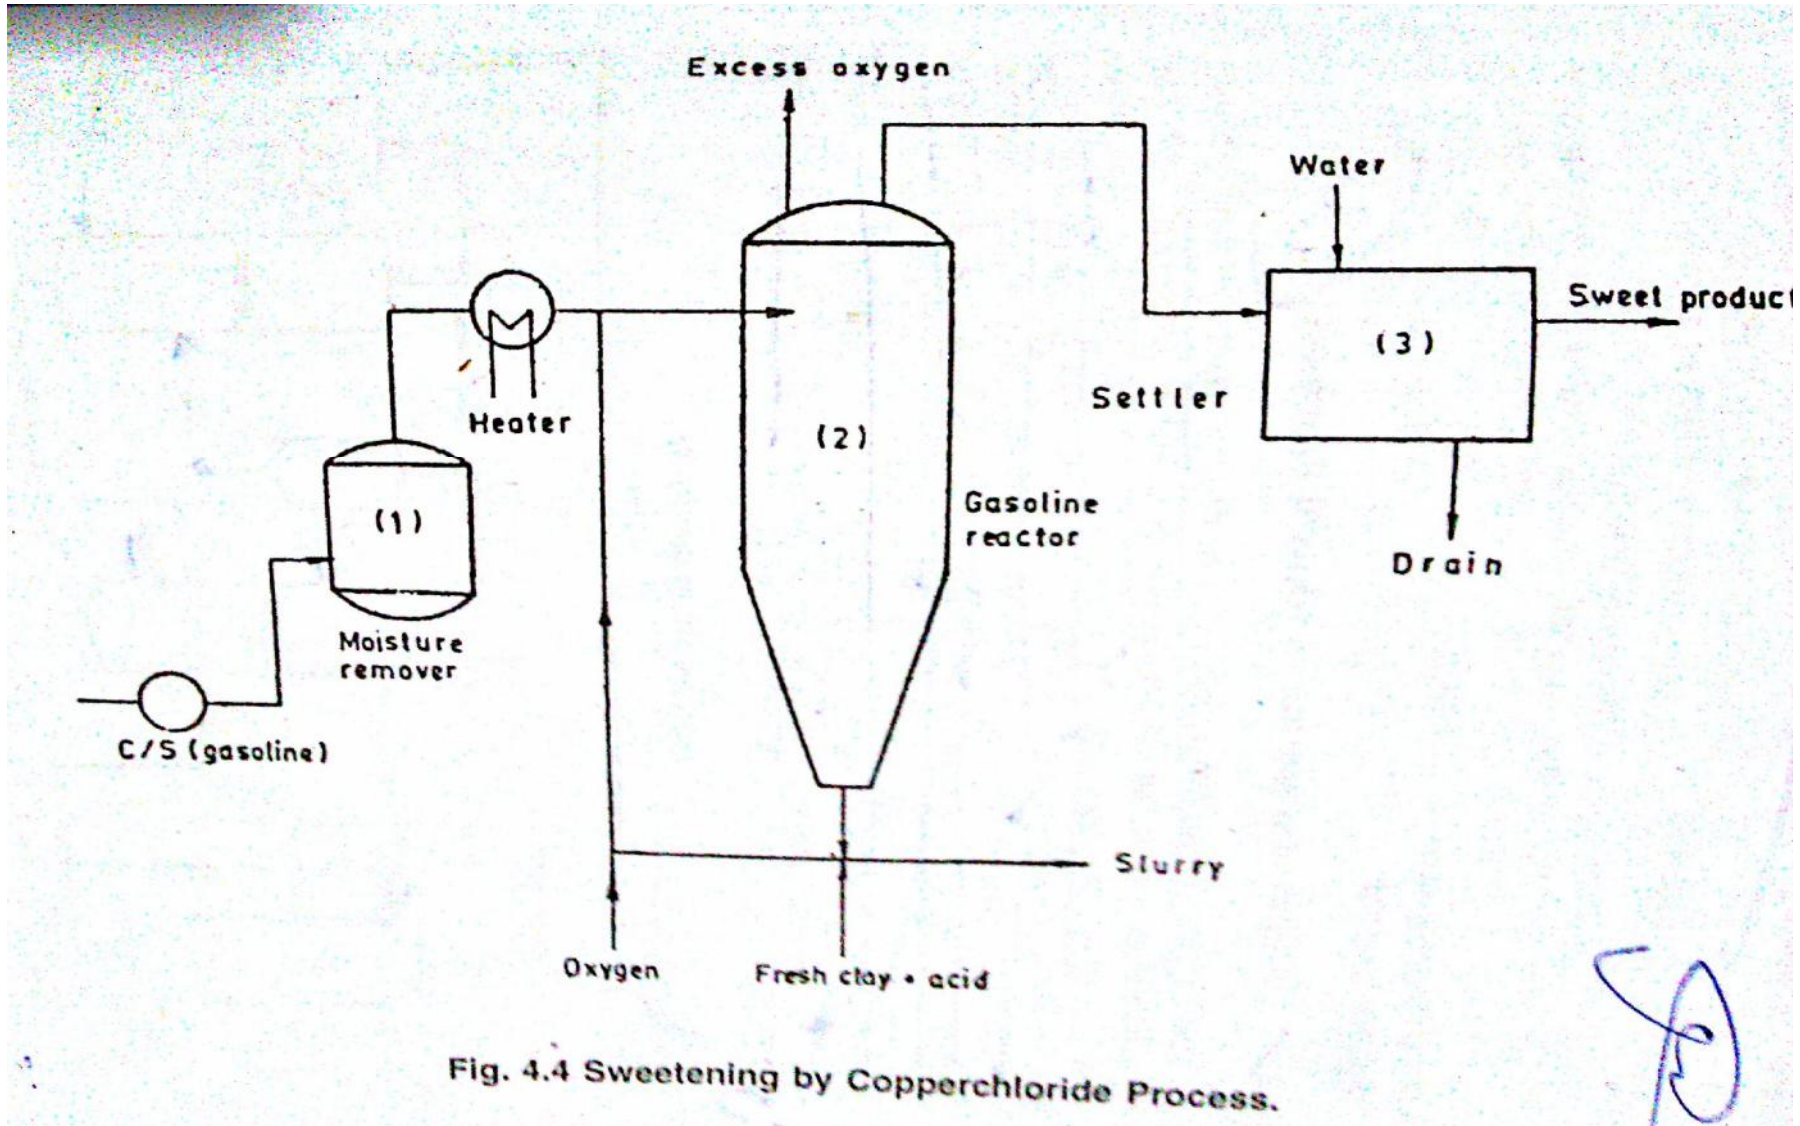 Excess oxygen
Water
Sweet product
(3)
Settler
Heater
(2)
Gasoline
reactor
(1)
Drain
Moisture
remover
C/S (gasoline)
Slurry
Oxygen
Fresh clay + acid
Fig. 4.4 Sweetening by Copperchloride Process.